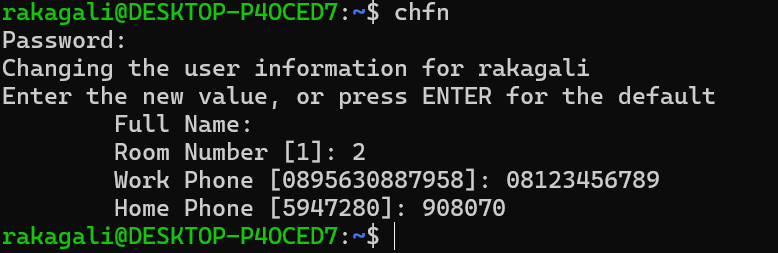 rakagali@DESKTOP-P4OCED7:~$ chfn
Password:
Changing the user information for rakagali
Enter the new value, or press ENTER for the default
        Full Name:
        Room Number [1]: 2
        Work Phone [0895630887958]: 08123456789
        Home Phone [5947280]: 908070
rakagali@DESKTOP-P4OCED7:~$